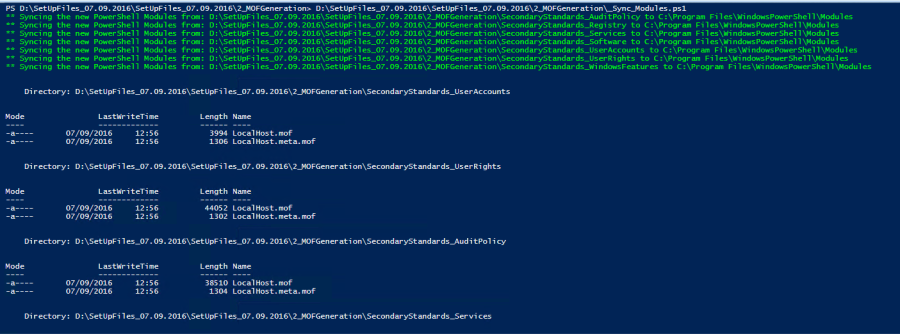 PS D:\SetUpFiles_07.09.2016\SetUpFiles_07.09.2016\2_MOFGeneration> D:\SetUpFiles_07.09.2016\SetUpFiles_07.09.2016\2_MOFGeneration\_Sync_Modules.ps1
** Syncing the new PowerShell Modules from: D:\SetUpFiles_07.09.2016\SetUpFiles_07.09.2016\2_MOFGeneration\SecondaryStandards_AuditPolicy to C:\Program Files\WindowsPowerShell\Modules
** Syncing the new PowerShell Modules from: D:\SetUpFiles_07.09.2016\SetUpFiles_07.09.2016\2_MOFGeneration\SecondaryStandards_Registry to C:\Program Files\WindowsPowerShell\Modules
** Syncing the new PowerShell Modules from: D:\SetUpFiles_07.09.2016\SetUpFiles_07.09.2016\2_MOFGeneration\SecondaryStandards_Services to C:\Program Files\WindowsPowerShell\Modules
** Syncing the new PowerShell Modules from: D:\SetUpFiles_07.09.2016\SetUpFiles_07.09.2016\2_MOFGeneration\SecondaryStandards_Software to C:\Program Files\WindowsPowerShell\Modules
** Syncing the new PowerShell Modules from: D:\SetUpFiles_07.09.2016\SetUpFiles_07.09.2016\2_MOFGeneration\SecondaryStandards_UserAccounts to C:\Program Files\WindowsPowerShell\Modules
** Syncing the new PowerShell Modules from: D:\SetUpFiles_07.09.2016\SetUpFiles_07.09.2016\2_MOFGeneration\SecondaryStandards_UserRights to C:\Program Files\WindowsPowerShell\Modules
** Syncing the new PowerShell Modules from: D:\SetUpFiles_07.09.2016\SetUpFiles_07.09.2016\2_MOFGeneration\SecondaryStandards_WindowsFeatures to C:\Program Files\WindowsPowerShell\Modules
Directory: D:\SetUpFiles_07.09.2016\SetUpFiles_07.09.2016\2_MOFGeneration\SecondaryStandards_UserAccounts
Mode LastWriteTime Length Name
---- ------------- ------ ----
-a---- 07/09/2016 12:56 3994 LocalHost.mof
-a---- 07/09/2016 12:56 1306 LocalHost.meta.mof
Directory: D:\SetUpFiles_07.09.2016\SetUpFiles_07.09.2016\2_MOFGeneration\SecondaryStandards_UserRights
Mode LastWriteTime Length Name
---- ------------- ------ ----
-a---- 07/09/2016 12:56 44052 LocalHost.mof
-a---- 07/09/2016 12:56 1302 LocalHost.meta.mof
Directory: D:\SetUpFiles_07.09.2016\SetUpFiles_07.09.2016\2_MOFGeneration\SecondaryStandards_AuditPolicy
Mode LastWriteTime Length Name
---- ------------- ------ ----
-a---- 07/09/2016 12:56 38510 LocalHost.mof
-a---- 07/09/2016 12:56 1304 LocalHost.meta.mof
Directory: D:\SetUpFiles_07.09.2016\SetUpFiles_07.09.2016\2_MOFGeneration\SecondaryStandards_Services